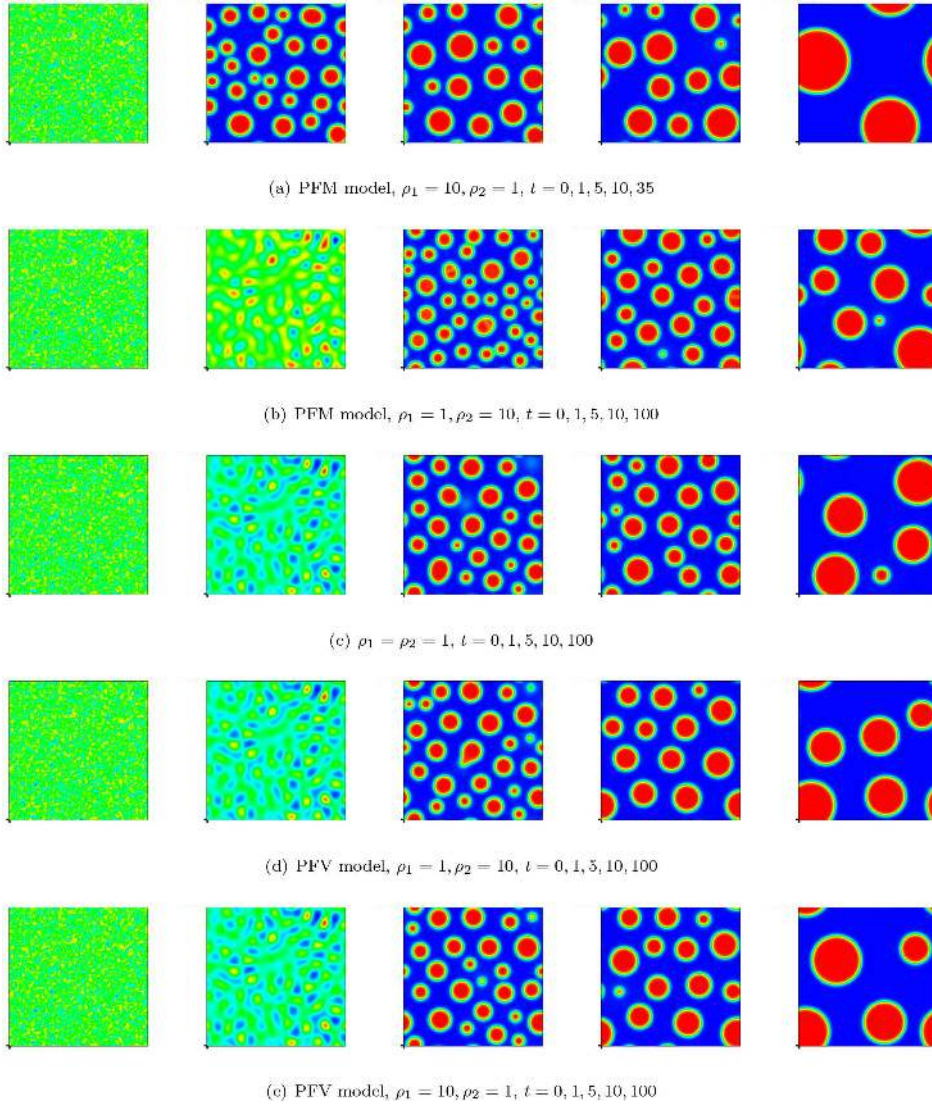 (a) PFM model, ρ₁ = 10, ρ₂ = 1, t = 0, 1, 5, 10, 35
(b) PFM model, ρ₁ = 1, ρ₂ = 10, t = 0, 1, 5, 10, 100
(c) ρ₁ = ρ₂ = 1, t = 0, 1, 5, 10, 100
(d) PFV model, ρ₁ = 1, ρ₂ = 10, t = 0, 1, 5, 10, 100
(e) PFV model, ρ₁ = 10, ρ₂ = 1, t = 0, 1, 5, 10, 100